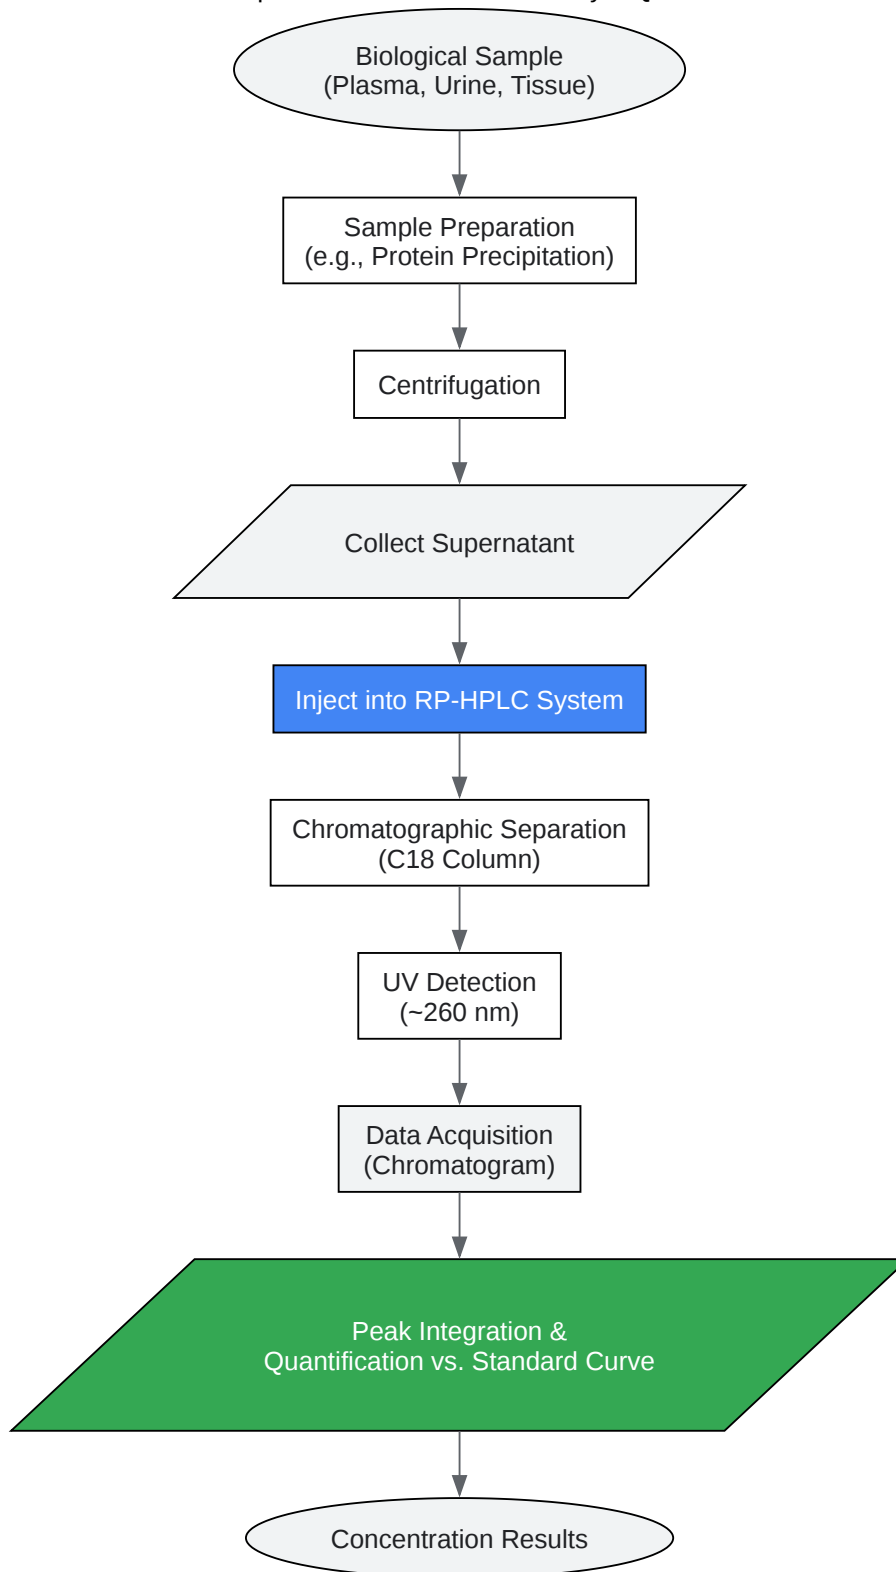 Biological Sample
(Plasma, Urine, Tissue)
Sample Preparation
(e.g., Protein Precipitation)
Centrifugation
Collect Supernatant
Inject into RP-HPLC System
Chromatographic Separation
(C18 Column)
UV Detection
(~260 nm)
Data Acquisition
(Chromatogram)
Peak Integration &
Quantification vs. Standard Curve
Concentration Results